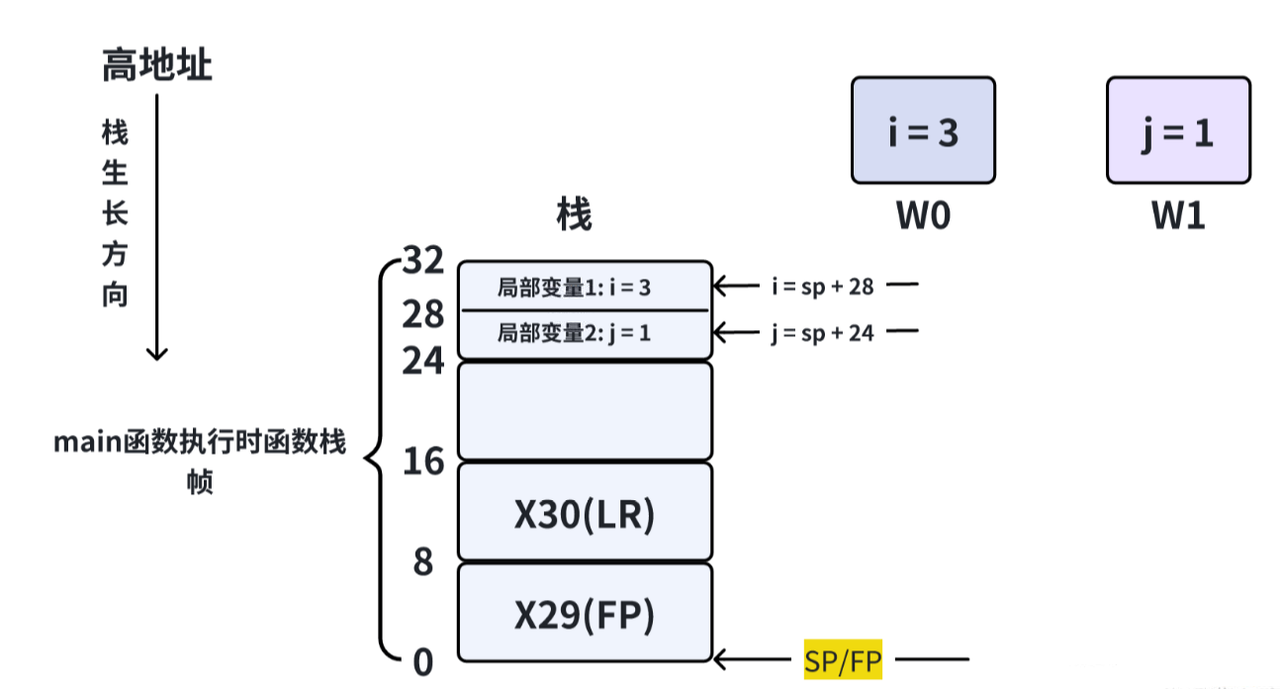 高地址
栈生长方向
i = 3
j = 1
W0
W1
栈
32
局部变量1: i = 3
i = sp + 28
28
局部变量2: j = 1
j = sp + 24
24
main函数执行时函数栈
帧
16
X30(LR)
8
X29(FP)
0
SP/FP